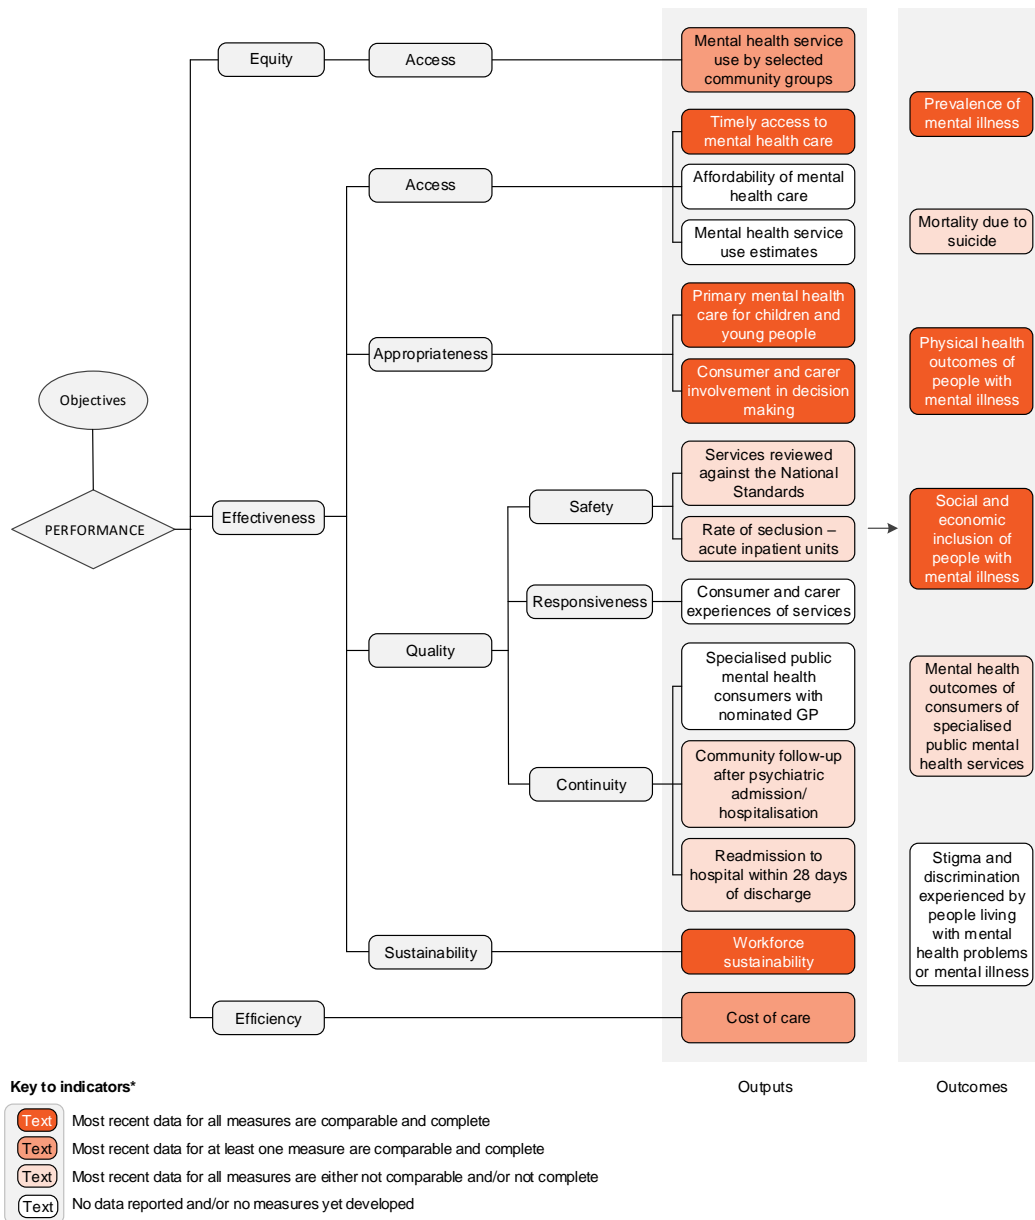 Objectives
PERFORMANCE
Equity
Access
Mental health service
use by selected
community groups
Effectiveness
Access
Timely access to
mental health care
Affordability of mental
health care
Mental health service
use estimates
Appropriateness
Primary mental health
care for children and
young people
Consumer and carer
involvement in decision
making
Quality
Safety
Services reviewed
against the National
Standards
Rate of seclusion –
acute inpatient units
Responsiveness
Consumer and carer
experiences of services
Continuity
Specialised public
mental health
consumers with
nominated GP
Community follow-up
after psychiatric
admission/
hospitalisation
Readmission to
hospital within 28 days
of discharge
Sustainability
Workforce
sustainability
Efficiency
Cost of care
Prevalence of
mental illness
Mortality due to
suicide
Physical health
outcomes of
people with
mental illness
Social and
economic
inclusion of
people with
mental illness
Mental health
outcomes of
consumers of
specialised
public mental
health services
Stigma and
discrimination
experienced by
people living
with mental
health problems
or mental illness
Outputs
Outcomes
Key to indicators*
Text Most recent data for all measures are comparable and complete
Text Most recent data for at least one measure are comparable and complete
Text Most recent data for all measures are either not comparable and/or not complete
Text No data reported and/or no measures yet developed